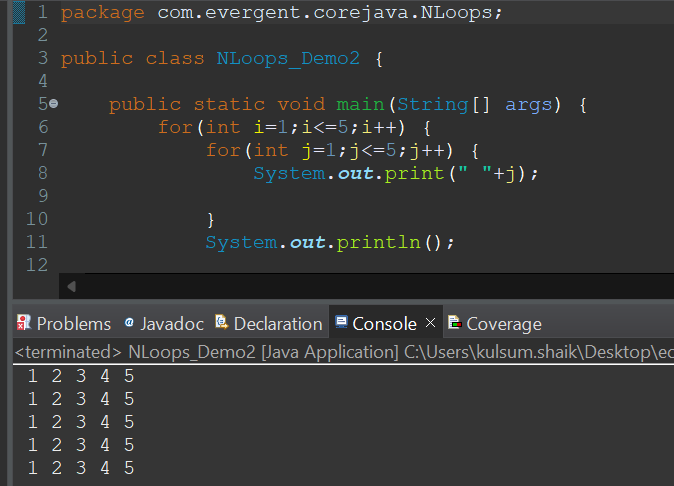 1 package com.evergent.corejava.NLoops;
2
3 public class NLoops_Demo2 {
4
5 public static void main(String[] args) {
6 for(int i=1;i<=5;i++) {
7 for(int j=1;j<=5;j++) {
8 System.out.print(" "+j);
9
10 }
11 System.out.println();
12
Problems @ Javadoc Declaration Console × Coverage
<terminated> NLoops_Demo2 [Java Application] C:\Users\kulsum.shaik\Desktop\ec
1 2 3 4 5
1 2 3 4 5
1 2 3 4 5
1 2 3 4 5
1 2 3 4 5